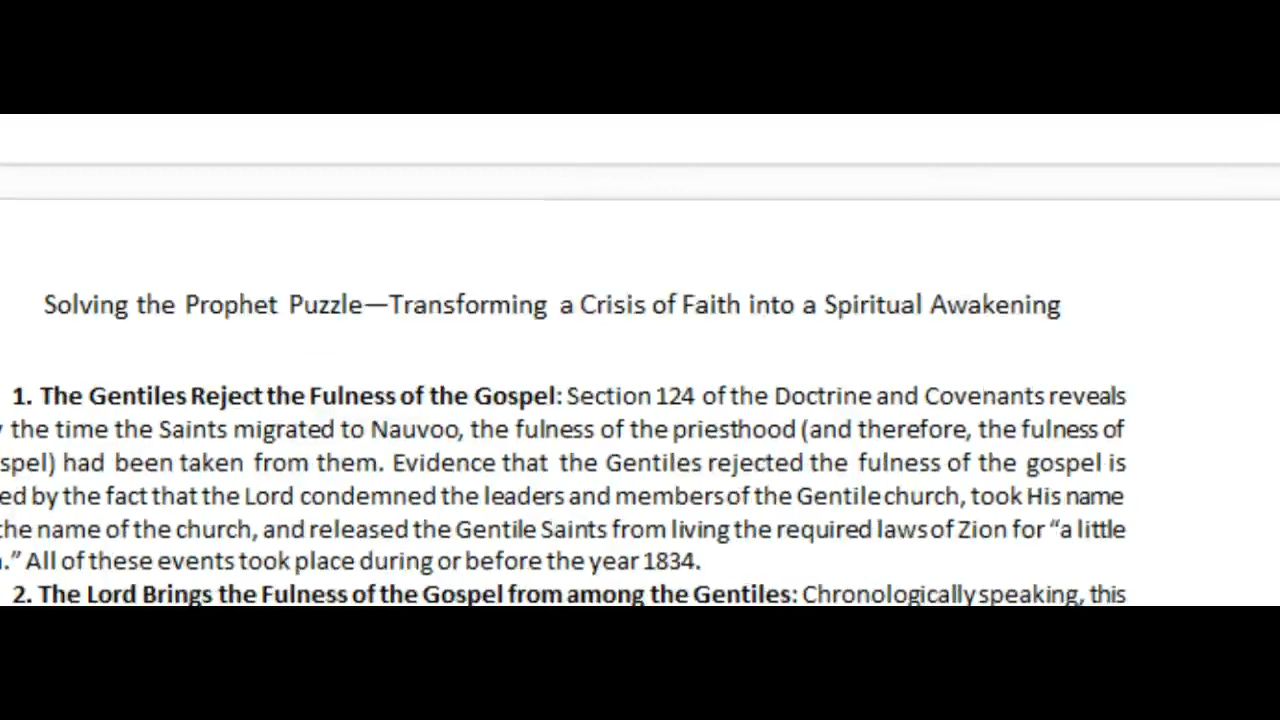 Solving the Prophet Puzzle—Transforming a Crisis of Faith into a Spiritual Awakening
1. The Gentiles Reject the Fulness of the Gospel: Section 124 of the Doctrine and Covenants reveals
the time the Saints migrated to Nauvoo, the fulness of the priesthood (and therefore, the fulness of
spel) had been taken from them. Evidence that the Gentiles rejected the fulness of the gospel is
ed by the fact that the Lord condemned the leaders and members of the Gentile church, took His name
the name of the church, and released the Gentile Saints from living the required laws of Zion for “a little
.” All of these events took place during or before the year 1834.
2. The Lord Brings the Fulness of the Gospel from among the Gentiles: Chronologically speaking, this